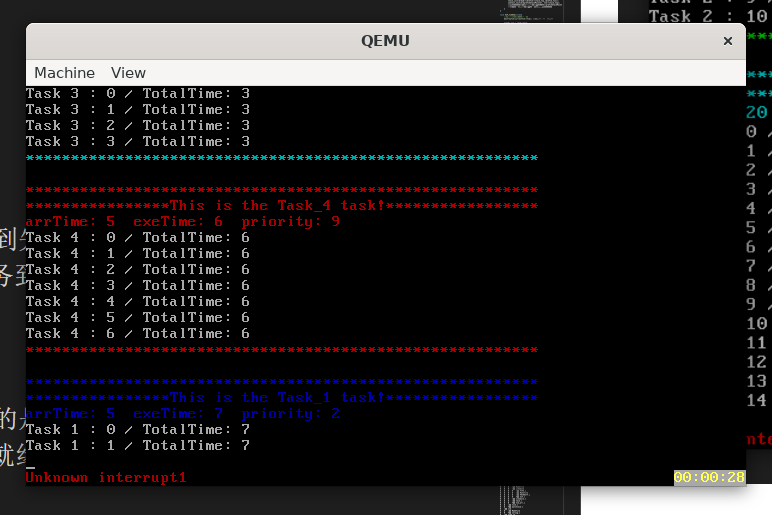 Task 2 : 10
QEMU
×
Machine View
Task 3 : 0 / TotalTime: 3
Task 3 : 1 / TotalTime: 3
Task 3 : 2 / TotalTime: 3
Task 3 : 3 / TotalTime: 3
*********************************************************
*********************************************************
****************This is the Task_4 task!*****************
arrTime: 5  exeTime: 6  priority: 9
Task 4 : 0 / TotalTime: 6
Task 4 : 1 / TotalTime: 6
Task 4 : 2 / TotalTime: 6
Task 4 : 3 / TotalTime: 6
Task 4 : 4 / TotalTime: 6
Task 4 : 5 / TotalTime: 6
Task 4 : 6 / TotalTime: 6
*********************************************************
*********************************************************
****************This is the Task_1 task!*****************
arrTime: 5  exeTime: 7  priority: 2
Task 1 : 0 / TotalTime: 7
Task 1 : 1 / TotalTime: 7
_
Unknown interrupt1
00:00:28
***
***
***
20
0 /
1 /
2 /
3 /
4 /
5 /
6 /
7 /
8 /
9 /
10
11
12
13
14
到
务到
的
就